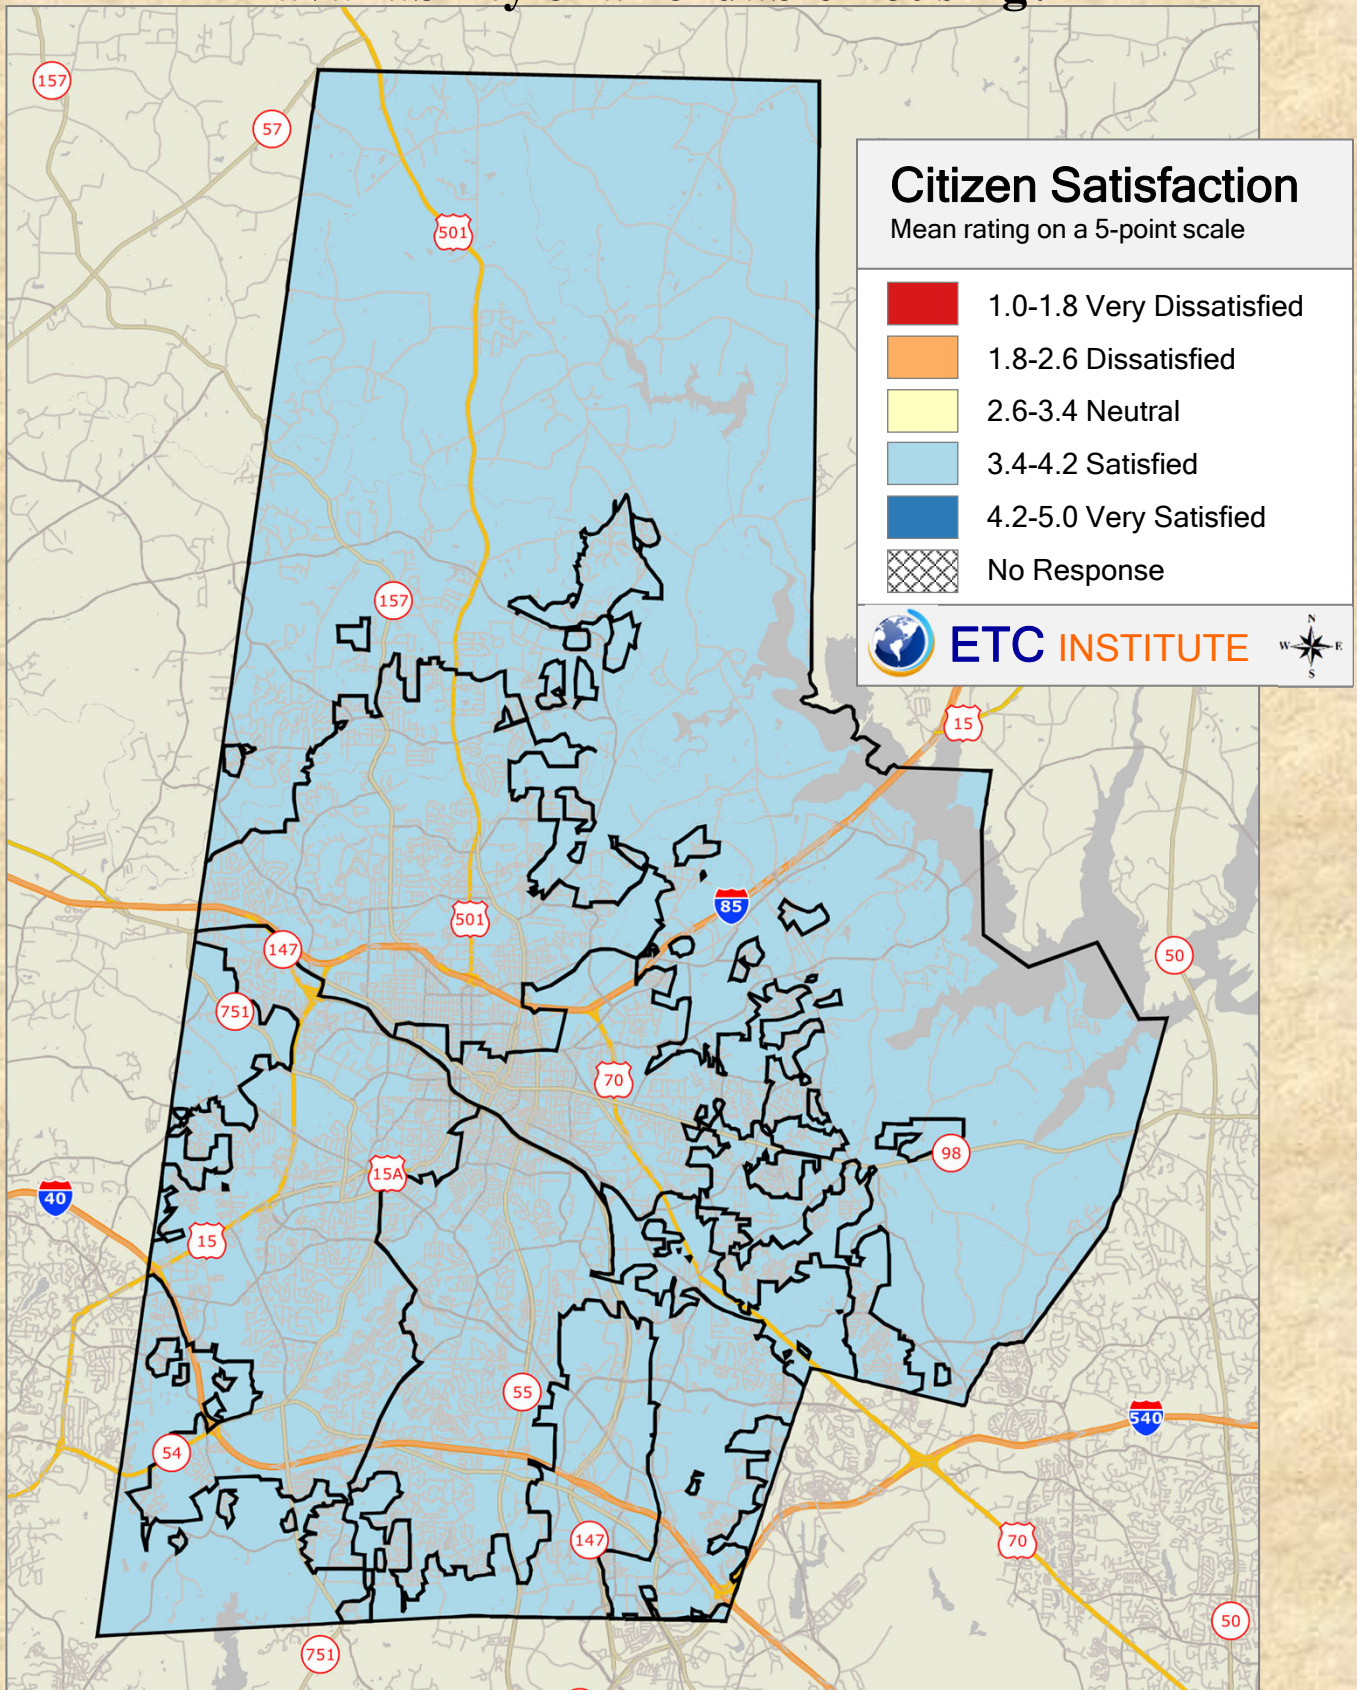 157
57
501
Citizen Satisfaction
Mean rating on a 5-point scale
1.0-1.8 Very Dissatisfied
1.8-2.6 Dissatisfied
2.6-3.4 Neutral
3.4-4.2 Satisfied
4.2-5.0 Very Satisfied
No Response
ETC INSTITUTE
N
W E
S
157
15
85
501
147
50
751
70
98
15A
40
15
55
540
54
147
70
50
751